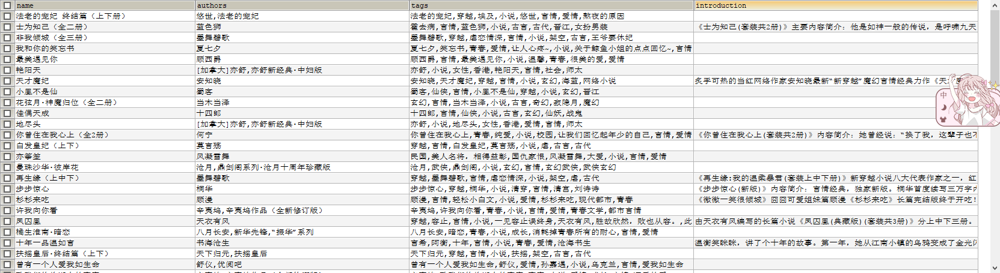 name authors tags introduction
法老的宠妃 终结篇（上下册） 悠世,法老的宠妃 法老的宠妃,穿越,埃及,小说,悠世,言情,爱情,熬夜的原因
士为知己（全二册） 蓝色狮 霍去病,言情,蓝色狮,小说,古言,古代,晋江,女扮男装 《士为知己(套装共2册)》主要内容简介: 他是如神一般的传说，是呼啸九天
非我倾城（全三册） 墨舞碧歌 墨舞碧歌,穿越,虐恋情深,言情,小说,架空,古言,王爷要休妃
我和你的笑忘书 夏七夕 夏七夕,笑忘书,青春,爱情,让人心疼~,小说,关于鲸鱼小姐的点点回忆~,言情
最美遇见你 顾西爵 顾西爵,言情,最美遇见你,小说,温馨,青春,很美的爱,爱情
艳阳天 [加拿大]亦舒,亦舒新经典·中妇版 亦舒,小说,女性,香港,艳阳天,言情,社会,师太
天才魔妃 安知晓 安知晓,天才魔妃,穿越,言情,小说,玄幻,海蓝,网络小说 炙手可热的当红网络作家安知晓最新“新穿越”魔幻言情经典力作《天才
小凰不是仙 蜀客 蜀客,仙侠,言情,小凰不是仙,穿越,小说,玄幻,晋江
花弦月·神魔归位（全二册） 当木当泽 玄幻,言情,当木当泽,小说,古言,奇幻,寂隐月,魔幻
佳偶天成 十四郎 十四郎,言情,仙侠,小说,古言,玄幻,仙妖,战鬼
地尽头 [加拿大]亦舒,亦舒新经典·中妇版 亦舒,小说,地尽头,女性,香港,爱情,言情,师太
中
你曾住在我心上（全2册） 何宁 你曾住在我心上,青春,纯爱,小说,校园,让我们回忆起年少的自己,言情,爱情 《你曾住在我心上(套装共2册)》内容简介: 她曾经说: “换了我，这辈子也不
白发皇妃（上下） 莫言殇 穿越,言情,白发皇妃,莫言殇,小说,虐,古言,古代
亦筝笙 风凝雪舞 民国,美人名将，相得益彰,国仇家恨,风凝雪舞,大爱,小说,言情,爱情
曼珠沙华·彼岸花 沧月,鼎剑阁系列·沧月十周年珍藏版 沧月,武侠,鼎剑阁,小说,玄幻,言情,玄幻武侠,武侠玄幻
再生缘（上中下） 墨舞碧歌 穿越,墨舞碧歌,言情,虐恋情深,小说,架空,虐,古代 《再生缘:我的温柔暴君(套装上中下册)》新穿越小说八大代表作家之一，红
步步惊心 桐华 步步惊心,穿越,桐华,小说,清穿,言情,清宫,刘诗诗 《步步惊心(新版)》内容简介: 言情经典，独家新版。桐华首度续写三万字内
杉杉来吃 顾漫 顾漫,言情,轻松小白文,小说,爱情,杉杉来吃,现代都市,青春 《微微一笑很倾城》囧囧可爱姐妹篇顾漫《杉杉来吃》长篇完结版终于开吃!
许我向你看 辛夷坞,辛夷坞作品（全新修订版） 辛夷坞,许我向你看,青春,小说,言情,爱情,青春文学,都市言情
凤囚凰 天衣有风 穿越,容止,言情,小说,一见容止误终身,天衣有风,胜故欣然，败也从容。,此 由天衣有风编写的长篇小说《凤囚凰(典藏版)(套装共3册)》分上中下三册。
橘生淮南·暗恋 八月长安,新华先锋,“振华”系列 八月长安,暗恋,青春,小说,成长,消耗掉青春所有的耐心,言情,爱情
十年一品温如言 书海沧生 言希,阿衡,十年,言情,小说,青春,爱情,沧海书生 温衡笑眯眯，讲了个十年的故事。第一年，她从江南小镇的乌鸦变成了金光闪
扶摇皇后·终结篇（上下） 天下归元,扶摇皇后 天下归元,穿越,言情,小说,扶摇,架空,古言,古代
曾有一个人爱我如生命 舒仪,优阅吧 曾有一个人爱我如生命,舒仪,爱情,孙嘉遇,小说,乌克兰,言情,爱我如生命